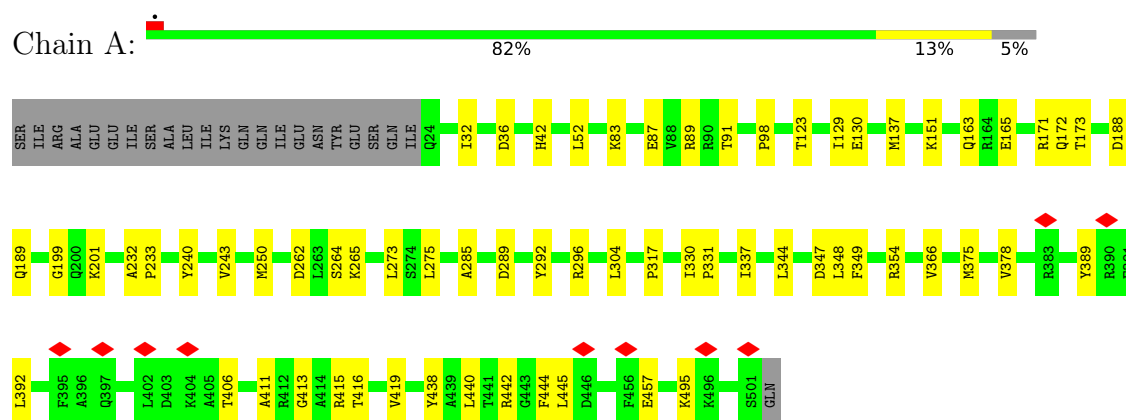 Chain A:
82% 13% 5%
SER ILE ARG ALA GLU GLU ILE SER ALA LEU ILE ILE LYS GLN GLN ILE GLU ASN TYR GLU SER GLN ILE Q24 I32 D36 H42 L52 K83 E87 V88 R89 R90 T91 P98 T123 I129 E130 M137 K151 Q163 R164 E165 R171 Q172 T173 D188
Q189 G199 Q200 K201 A232 P233 Y240 V243 M250 D262 L263 S264 K265 L273 S274 L275 A285 D289 Y292 R296 L304 P317 I330 P331 I337 L344 D347 L348 F349 R354 V366 M375 V378 R383 Y389 R390
L392 F395 A396 Q397 L402 D403 K404 A405 T406 A411 R412 G413 A414 R415 T416 V419 Y438 A439 L440 T441 R442 G443 F444 L445 D446 F456 E457 K495 K496 S501 GLN